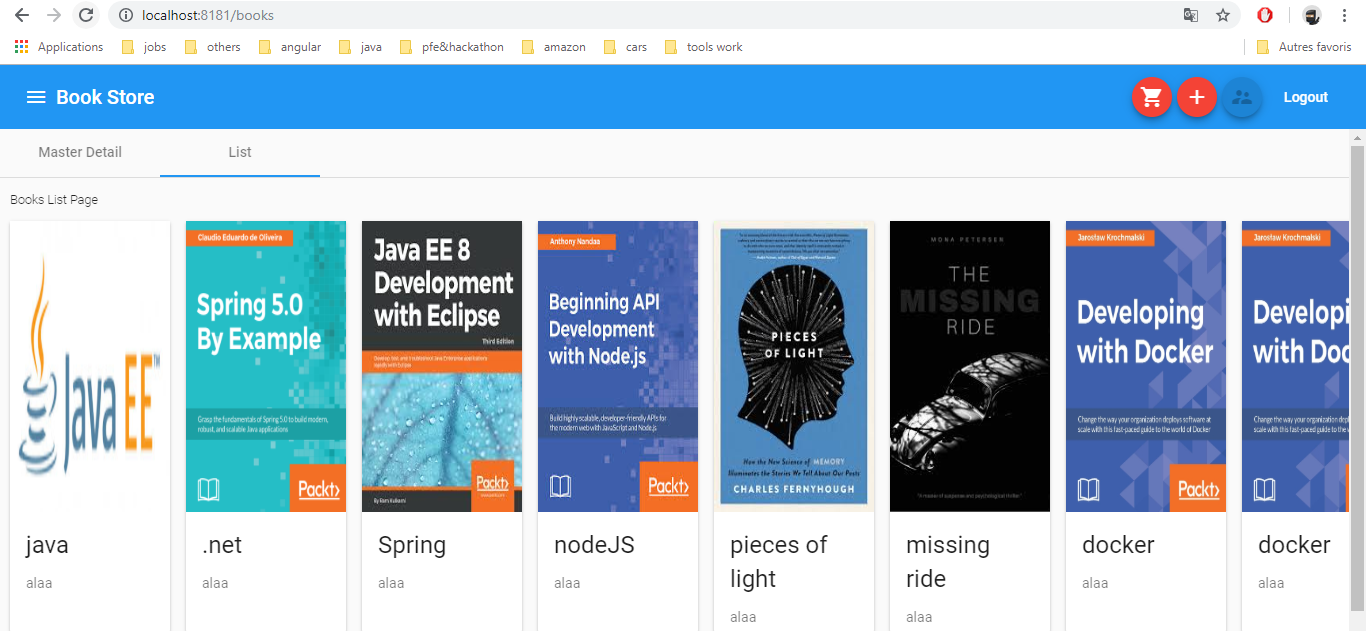 localhost:8181/books
Applications
jobs
others
angular
java
pfe&hackathon
amazon
cars
tools work
Autres favoris
Book Store
Logout
Master Detail
List
Books List Page
Java EE™
java
alaa
Claudio Eduardo de Oliveira
Spring 5.0
By Example
Grasp the fundamentals of Spring 5.0 to build modern,
robust, and scalable Java applications
Packt>
.net
alaa
Java EE 8
Development
with Eclipse
Third Edition
Packt>
Spring
alaa
Anthony Nandaa
Beginning API
Development
with Node.js
Build highly scalable, developer-friendly APIs for
the modern web with JavaScript and Node.js
Packt>
nodeJS
alaa
PIECES
OF LIGHT
How the New Science of MEMORY
Illuminates the Stories We Tell About Our Pasts
CHARLES FERNYHOUGH
pieces of
light
alaa
MONA PETERSEN
THE
MISSING
RIDE
"A master of suspense and psychological thriller."
missing
ride
alaa
Jarosław Krochmalski
Developing
with Docker
Change the way your organization deploys software at
scale with this fast-paced guide to the world of Docker
Packt>
docker
alaa
Jarosław Krochmalski
Developi
with Doc
Change the way your organization depl
scale with this fast-paced guide to the w
docker
alaa